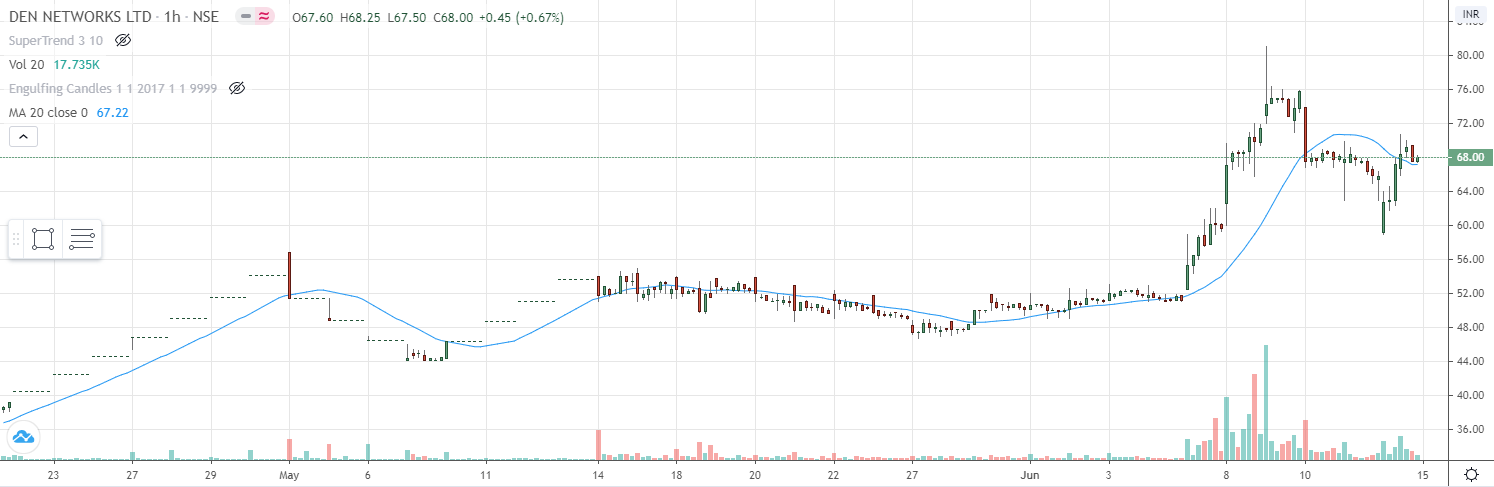 DEN NETWORKS LTD · 1h · NSE O67.60 H68.25 L67.50 C68.00 +0.45 (+0.67%)
INR
SuperTrend 3 10
Vol 20 17.735K
Engulfing Candles 1 1 2017 1 1 9999
MA 20 close 0 67.22
80.00
76.00
72.00
68.00
64.00
60.00
56.00
52.00
48.00
44.00
40.00
36.00
23 27 29 May 6 11 14 18 20 22 27 Jun 3 8 10 15